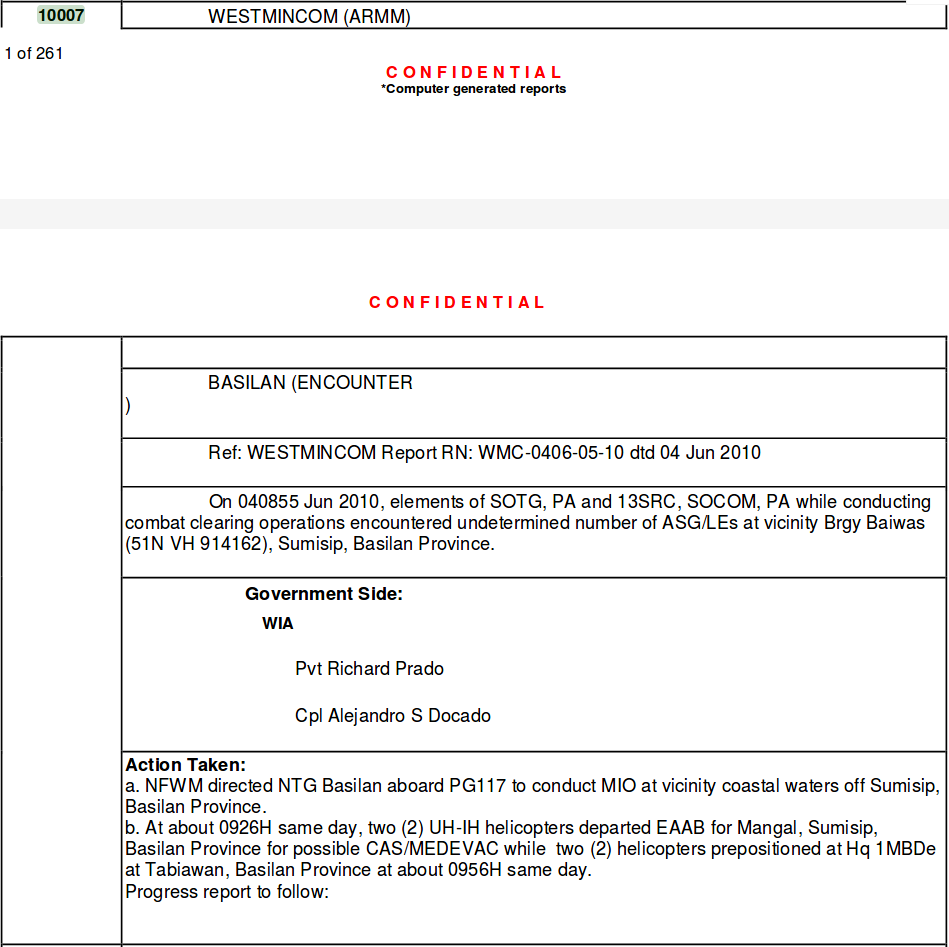 10007 WESTMINCOM (ARMM)
1 of 261
CONFIDENTIAL
*Computer generated reports
CONFIDENTIAL
BASILAN (ENCOUNTER
)
Ref: WESTMINCOM Report RN: WMC-0406-05-10 dtd 04 Jun 2010
On 040855 Jun 2010, elements of SOTG, PA and 13SRC, SOCOM, PA while conducting
combat clearing operations encountered undetermined number of ASG/LEs at vicinity Brgy Baiwas
(51N VH 914162), Sumisip, Basilan Province.
Government Side:
WIA
Pvt Richard Prado
Cpl Alejandro S Docado
Action Taken:
a. NFWM directed NTG Basilan aboard PG117 to conduct MIO at vicinity coastal waters off Sumisip,
Basilan Province.
b. At about 0926H same day, two (2) UH-IH helicopters departed EAAB for Mangal, Sumisip,
Basilan Province for possible CAS/MEDEVAC while two (2) helicopters prepositioned at Hq 1MBDe
at Tabiawan, Basilan Province at about 0956H same day.
Progress report to follow: